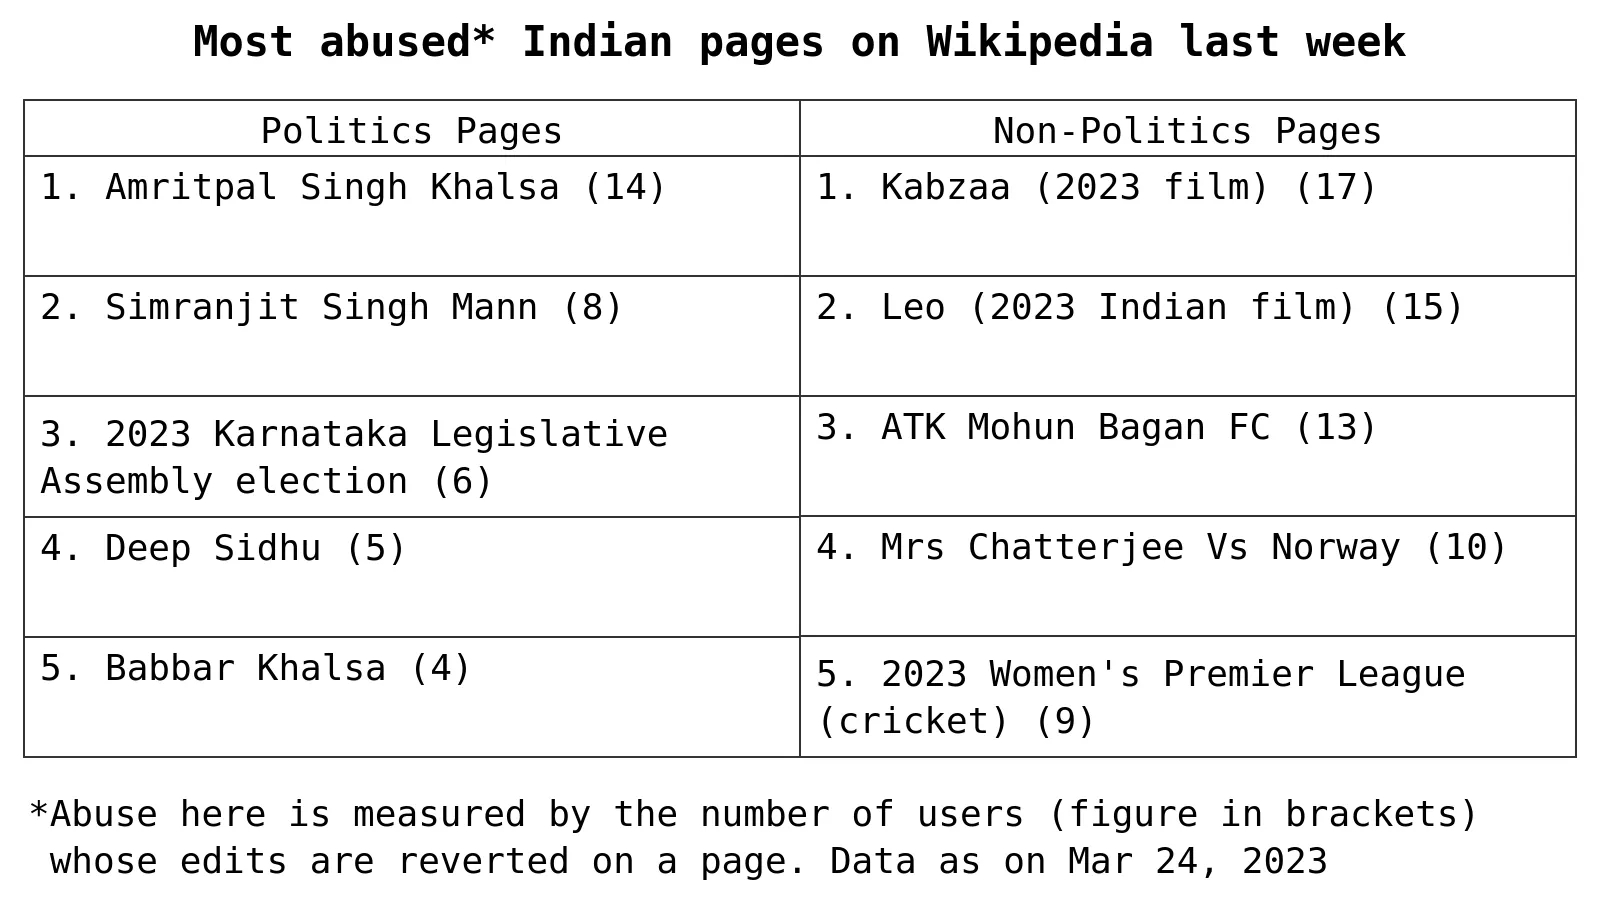 Most abused* Indian pages on Wikipedia last week
Politics Pages
Non-Politics Pages
1. Amritpal Singh Khalsa (14)
1. Kabzaa (2023 film) (17)
2. Simranjit Singh Mann (8)
2. Leo (2023 Indian film) (15)
3. 2023 Karnataka Legislative
Assembly election (6)
3. ATK Mohun Bagan FC (13)
4. Deep Sidhu (5)
4. Mrs Chatterjee Vs Norway (10)
5. Babbar Khalsa (4)
5. 2023 Women's Premier League
(cricket) (9)
*Abuse here is measured by the number of users (figure in brackets)
whose edits are reverted on a page. Data as on Mar 24, 2023